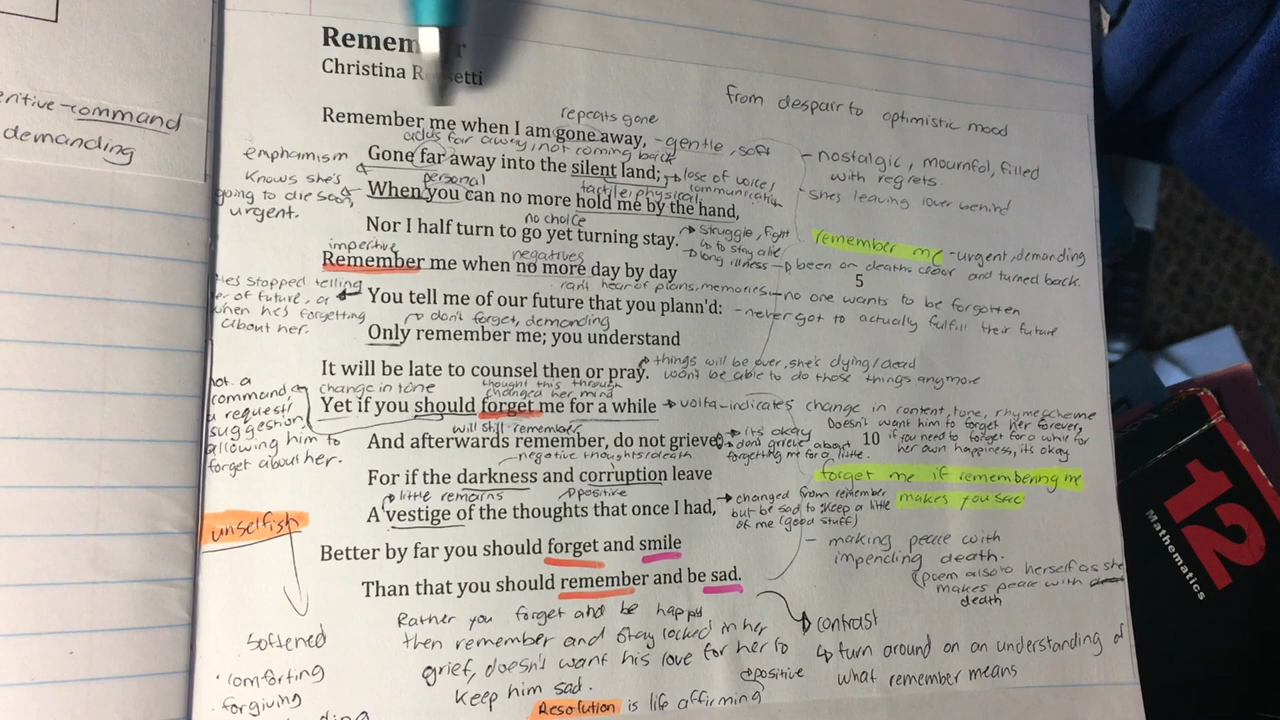 eritive-command
demanding
Remem r
Christina R setti
from despair to optimistic mood
repeats gone
Remember me when I am gone away, - gentle, soft
adds far away, not coming back
emphamism
Gone far away into the silent land; → lose of voice/ communication
- nostalgic, mournful, filled with regrets.
- shes leaving lover behind
Knows she's going to die soon, urgent.
personal
tactile, physical
When you can no more hold me by the hand,
no choice
Nor I half turn to go yet turning stay. → struggle, fight
↳ to stay alive
→ long illness → been on deaths door and turned back.
remember me - urgent, demanding
imperitive
negatives
Remember me when no more day by day
5
can't hear of plans, memories - no one wants to be forgotten
He's stopped telling her of future, or when he's forgetting about her.
You tell me of our future that you plann'd: - never got to actually fulfill their future
→ don't forget, demanding
Only remember me; you understand
It will be late to counsel then or pray. → things will be over, she's dying/dead
won't be able to do those things anymore
not a command, a request/ suggestion, allowing him to forget about her.
change in tone
thought this through
changed her mind
Yet if you should forget me for a while → volta-indicates change in content, tone, rhyme scheme
will still remember
And afterwards remember, do not grieve: → its okay
→ don't grieve about forgetting me for a little.
10
Doesn't want him to forget her forever, if you need to forget for a while for her own happiness, its okay
negative thoughts/death
For if the darkness and corruption leave
forget me if remembering me makes you sad
little remains
positive
A vestige of the thoughts that once I had, → changed from remember but be sad to keep a little of me (good stuff)
unselfish
Better by far you should forget and smile
- making peace with impending death.
(poem also to herself as she makes peace with death
Than that you should remember and be sad.
Rather you forget and be happy
then remember and stay locked in her
grief, doesn't want his love for her to
keep him sad.
contrast
↳ turn around on an understanding of
what remember means
softened
· comforting
· forgiving
positive
Resolution is life affirming
12
Mathematics